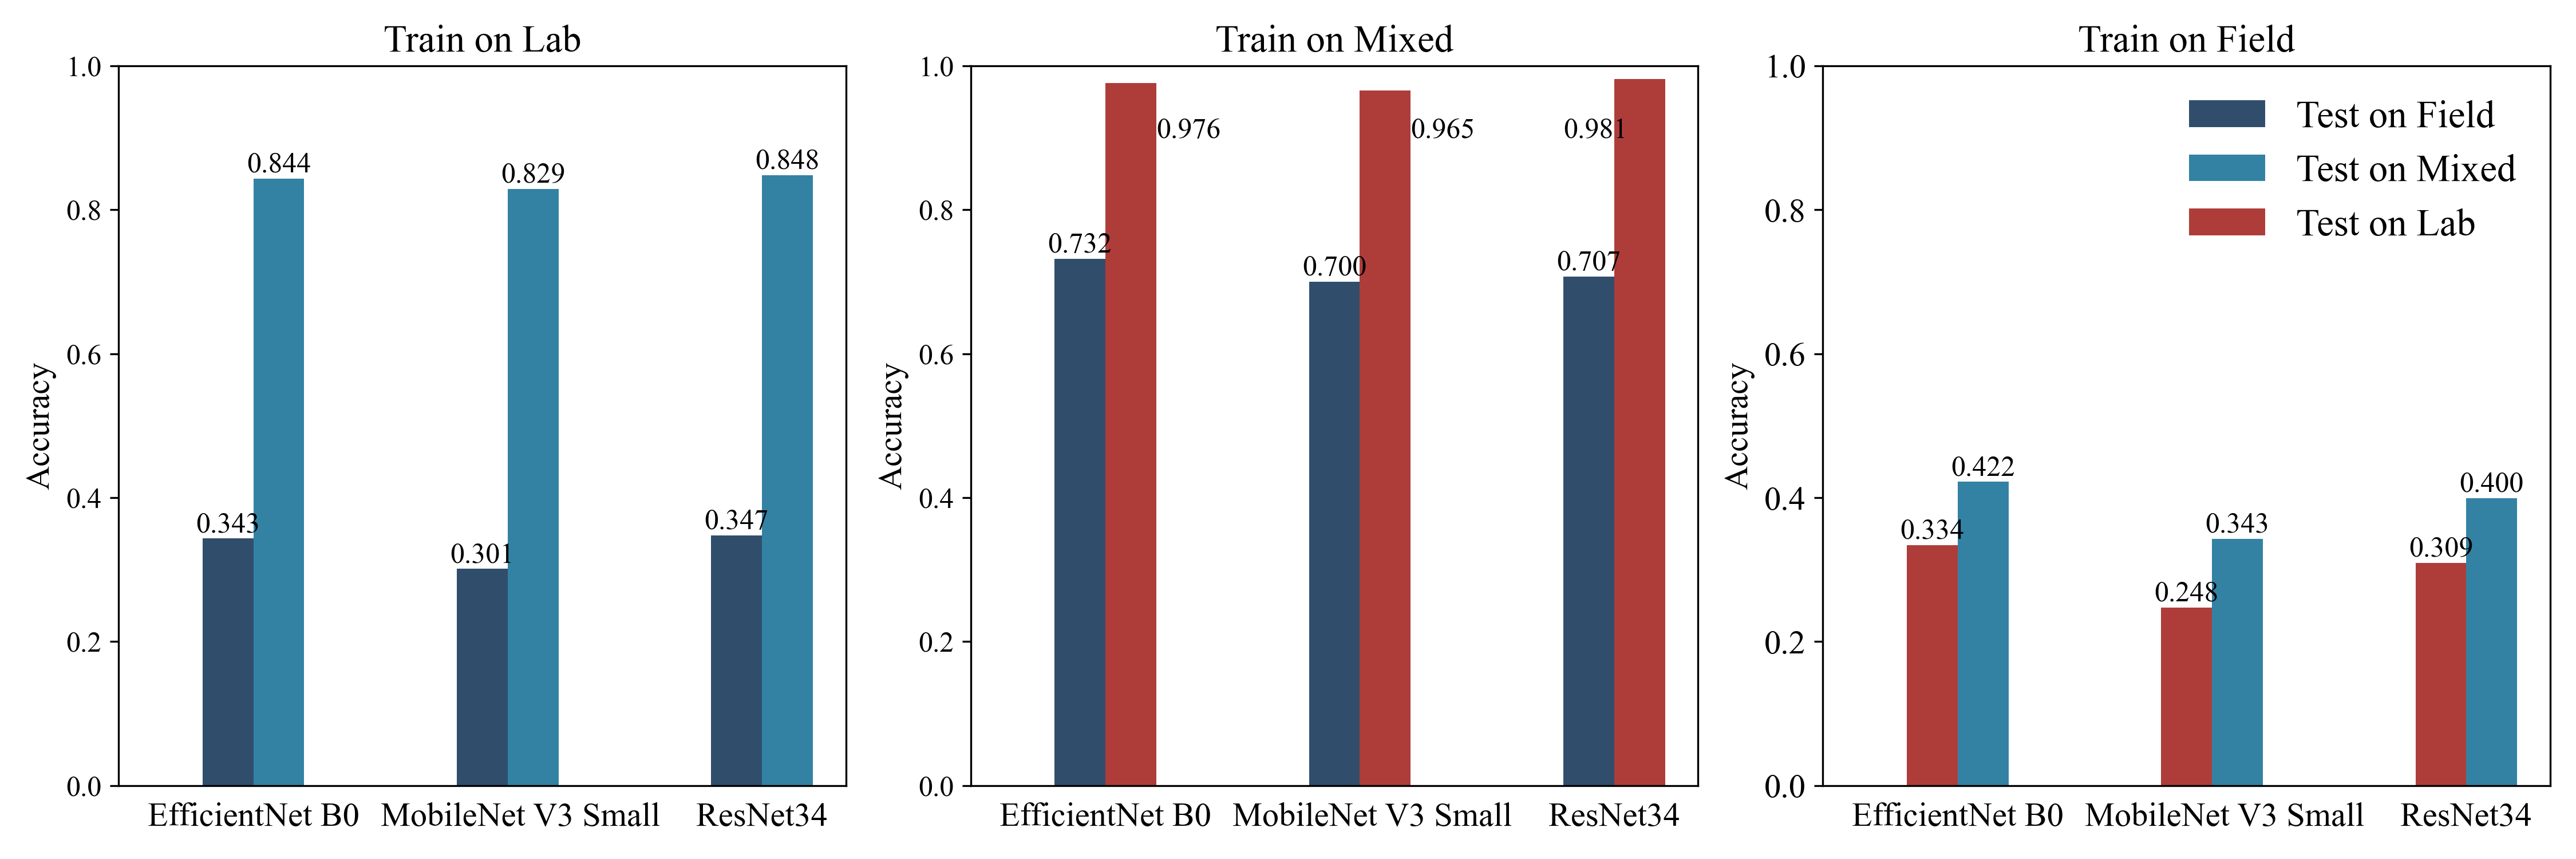 Train on Lab
Accuracy
1.0
0.8
0.6
0.4
0.2
0.0
0.844
0.829
0.848
0.343
0.301
0.347
EfficientNet B0
MobileNet V3 Small
ResNet34
Train on Mixed
Accuracy
1.0
0.8
0.6
0.4
0.2
0.0
0.976
0.965
0.981
0.732
0.700
0.707
EfficientNet B0
MobileNet V3 Small
ResNet34
Train on Field
Accuracy
1.0
0.8
0.6
0.4
0.2
0.0
Test on Field
Test on Mixed
Test on Lab
0.334
0.422
0.248
0.343
0.309
0.400
EfficientNet B0
MobileNet V3 Small
ResNet34